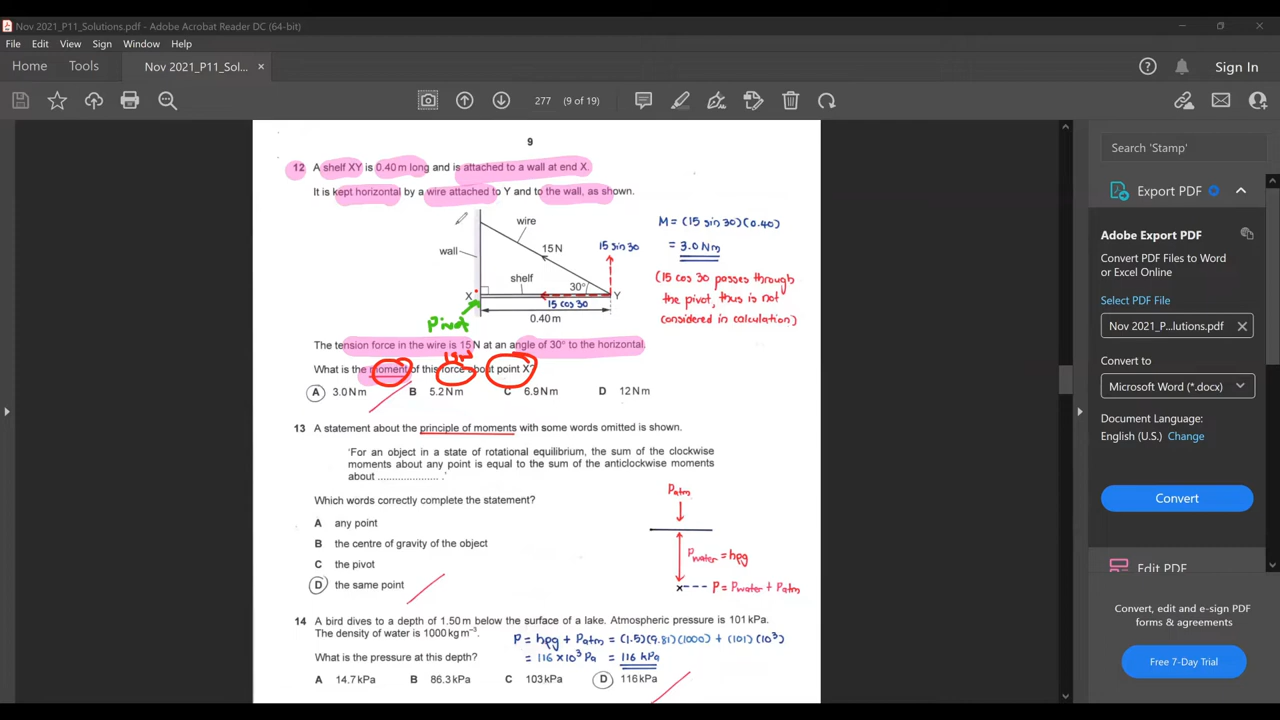 Nov 2021_P11_Solutions.pdf - Adobe Acrobat Reader DC (64-bit)
File Edit View Sign Window Help
Home Tools Nov 2021_P11_Sol... × Sign In
277 (9 of 19)
9
12 A shelf XY is 0.40 m long and is attached to a wall at end X.
It is kept horizontal by a wire attached to Y and to the wall, as shown.
wire
wall
15 N
15 sin 30
shelf
30°
X
Y
15 cos 30
0.40 m
Pivot
M = (15 sin 30)(0.40)
= 3.0 Nm
(15 cos 30 passes through
the pivot, thus is not
considered in calculation)
The tension force in the wire is 15 N at an angle of 30° to the horizontal.
15N
What is the moment of this force about point X?
A 3.0 N m B 5.2 N m C 6.9 N m D 12 N m
13 A statement about the principle of moments with some words omitted is shown.
'For an object in a state of rotational equilibrium, the sum of the clockwise
moments about any point is equal to the sum of the anticlockwise moments
about ..................... .'
Which words correctly complete the statement?
A any point
B the centre of gravity of the object
C the pivot
D the same point
Patm
Pwater = hρg
P = Pwater + Patm
14 A bird dives to a depth of 1.50 m below the surface of a lake. Atmospheric pressure is 101 kPa.
The density of water is 1000 kg m⁻³.
P = hρg + Patm = (1.5)(9.81)(1000) + (101)(10³)
What is the pressure at this depth?
= 116 × 10³ Pa = 116 kPa
A 14.7 kPa B 86.3 kPa C 103 kPa D 116 kPa
Search 'Stamp'
Export PDF
Adobe Export PDF
Convert PDF Files to Word
or Excel Online
Select PDF File
Nov 2021_P...lutions.pdf
Convert to
Microsoft Word (*.docx)
Document Language:
English (U.S.) Change
Convert
Edit PDF
Convert, edit and e-sign PDF
forms & agreements
Free 7-Day Trial